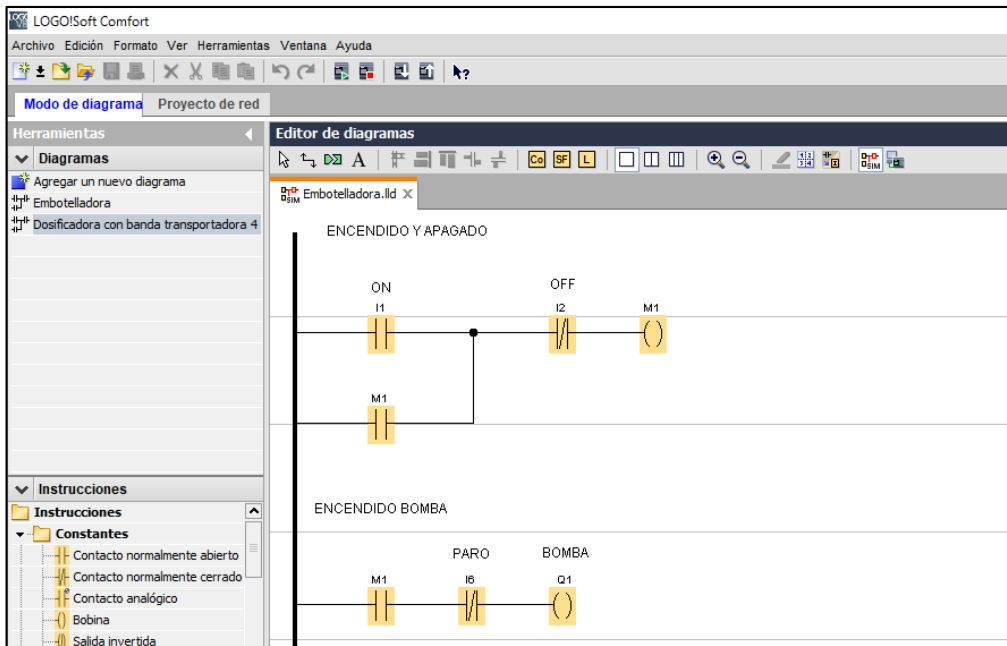 LOGO!Soft Comfort
Archivo Edición Formato Ver Herramientas Ventana Ayuda
Modo de diagrama Proyecto de red
Herramientas
Diagramas
Agregar un nuevo diagrama
Embotelladora
Dosificadora con banda transportadora 4
Instrucciones
Instrucciones
Constantes
Contacto normalmente abierto
Contacto normalmente cerrado
Contacto analógico
Bobina
Salida invertida
Editor de diagramas
A Co SF L
Embotelladora.lld X
ENCENDIDO Y APAGADO
ON OFF
I1 I2 M1
M1
ENCENDIDO BOMBA
PARO BOMBA
M1 I6 Q1